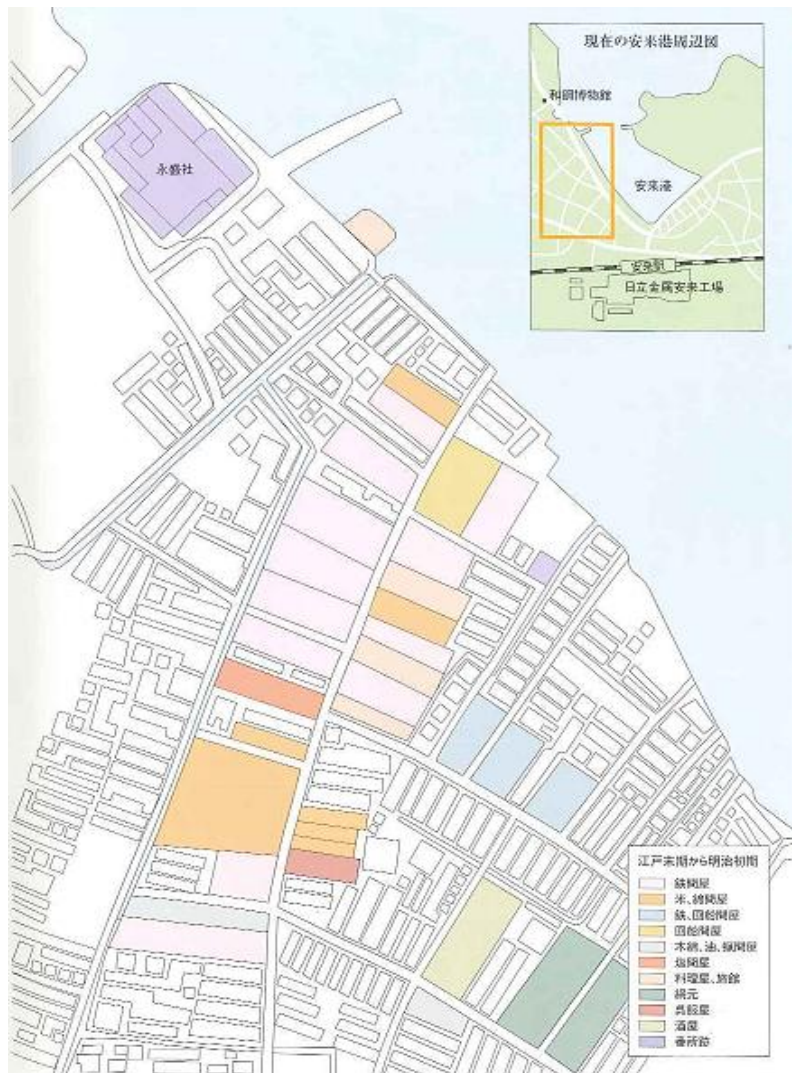 現在の安来港周辺図
和鋼博物館
安来港
安来駅
日立金属安来工場
永盛社
江戸末期から明治初期
鉄問屋
米、綿問屋
鉄、回船問屋
回船問屋
木綿、油、蝋問屋
塩問屋
料理屋、旅館
網元
呉服屋
酒屋
番所跡